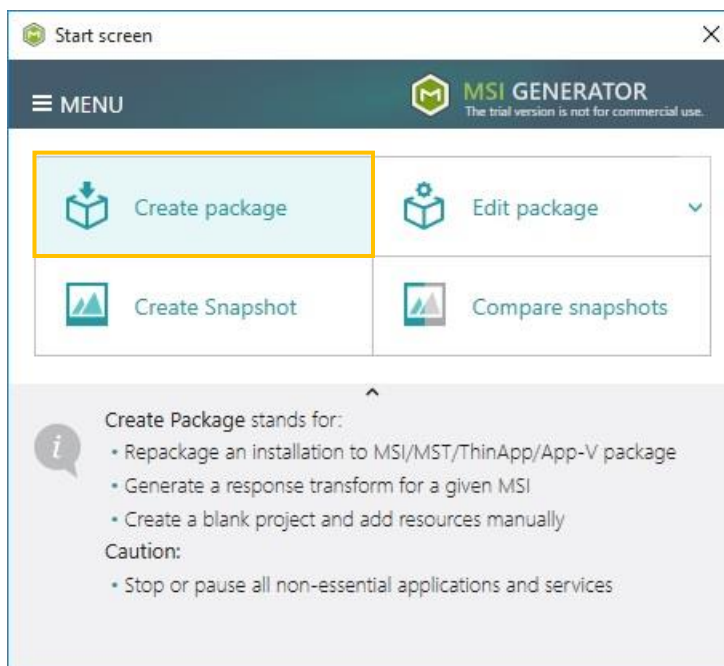 Start screen
MENU
MSI GENERATOR
The trial version is not for commercial use.
Create package
Edit package
Create Snapshot
Compare snapshots
Create Package stands for:
• Repackage an installation to MSI/MST/ThinApp/App-V package
• Generate a response transform for a given MSI
• Create a blank project and add resources manually
Caution:
• Stop or pause all non-essential applications and services